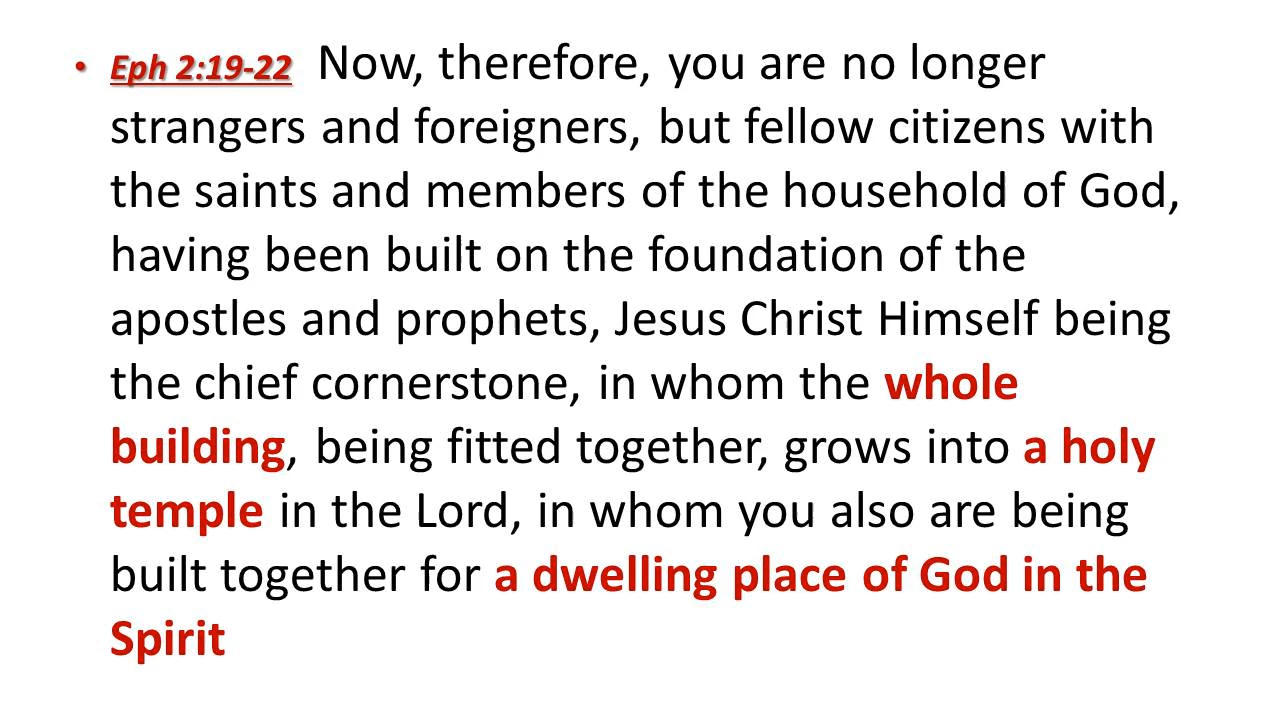 • Eph 2:19-22 Now, therefore, you are no longer
strangers and foreigners, but fellow citizens with
the saints and members of the household of God,
having been built on the foundation of the
apostles and prophets, Jesus Christ Himself being
the chief cornerstone, in whom the whole
building, being fitted together, grows into a holy
temple in the Lord, in whom you also are being
built together for a dwelling place of God in the
Spirit